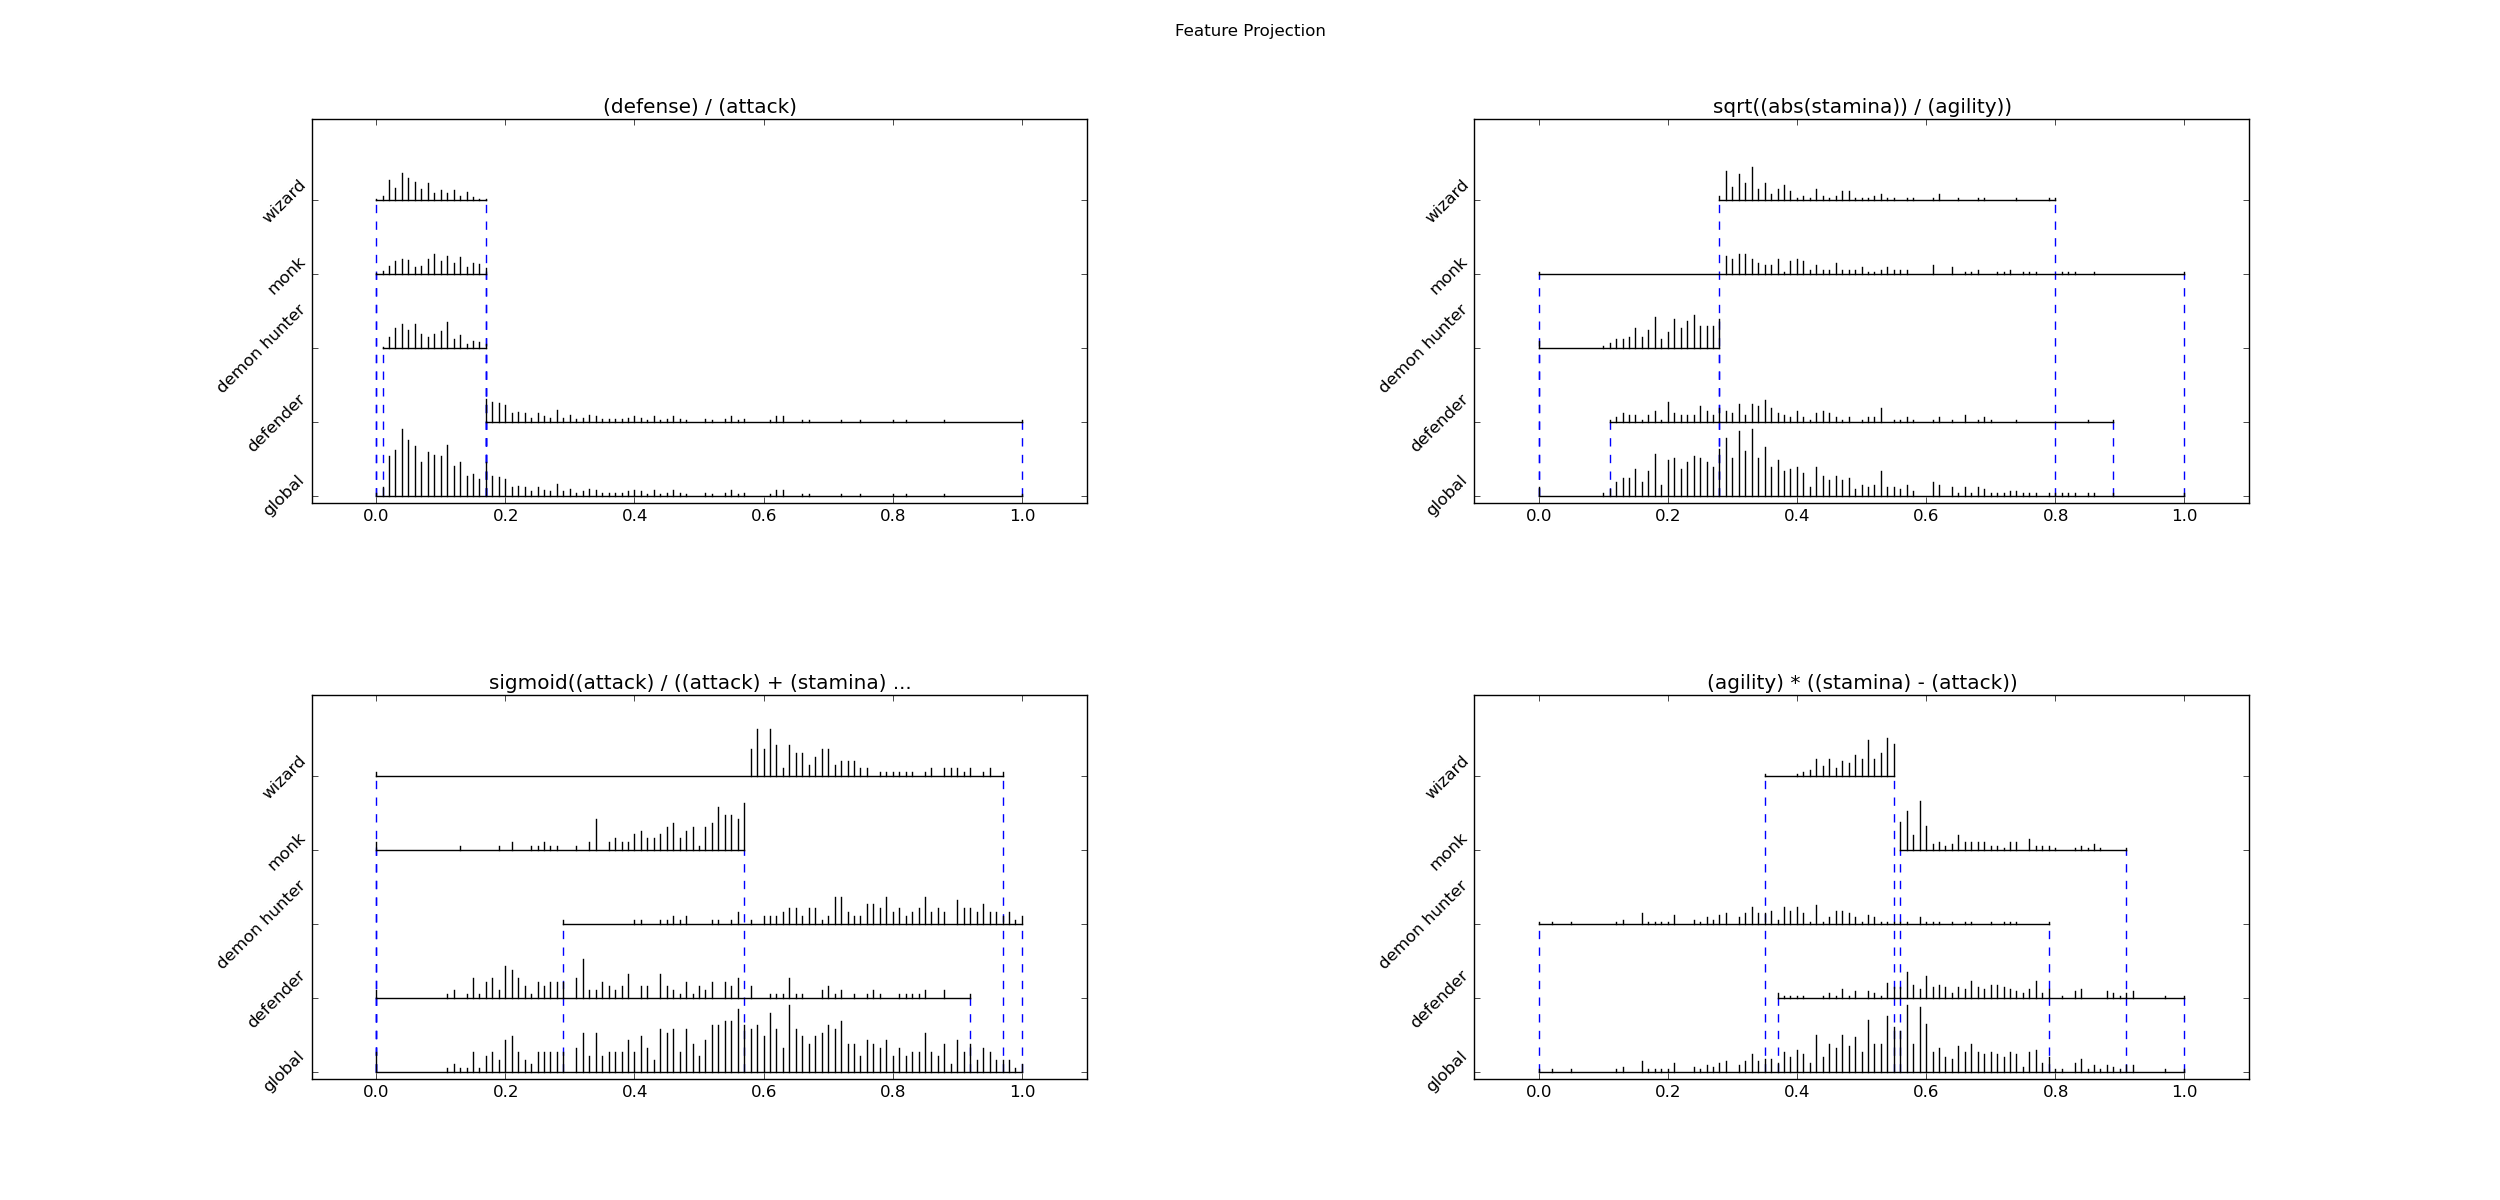 Feature Projection
(defense) / (attack)
wizard
monk
demon hunter
defender
global
0.0 0.2 0.4 0.6 0.8 1.0
sqrt((abs(stamina)) / (agility))
wizard
monk
demon hunter
defender
global
0.0 0.2 0.4 0.6 0.8 1.0
sigmoid((attack) / ((attack) + (stamina) ...
wizard
monk
demon hunter
defender
global
0.0 0.2 0.4 0.6 0.8 1.0
(agility) * ((stamina) - (attack))
wizard
monk
demon hunter
defender
global
0.0 0.2 0.4 0.6 0.8 1.0